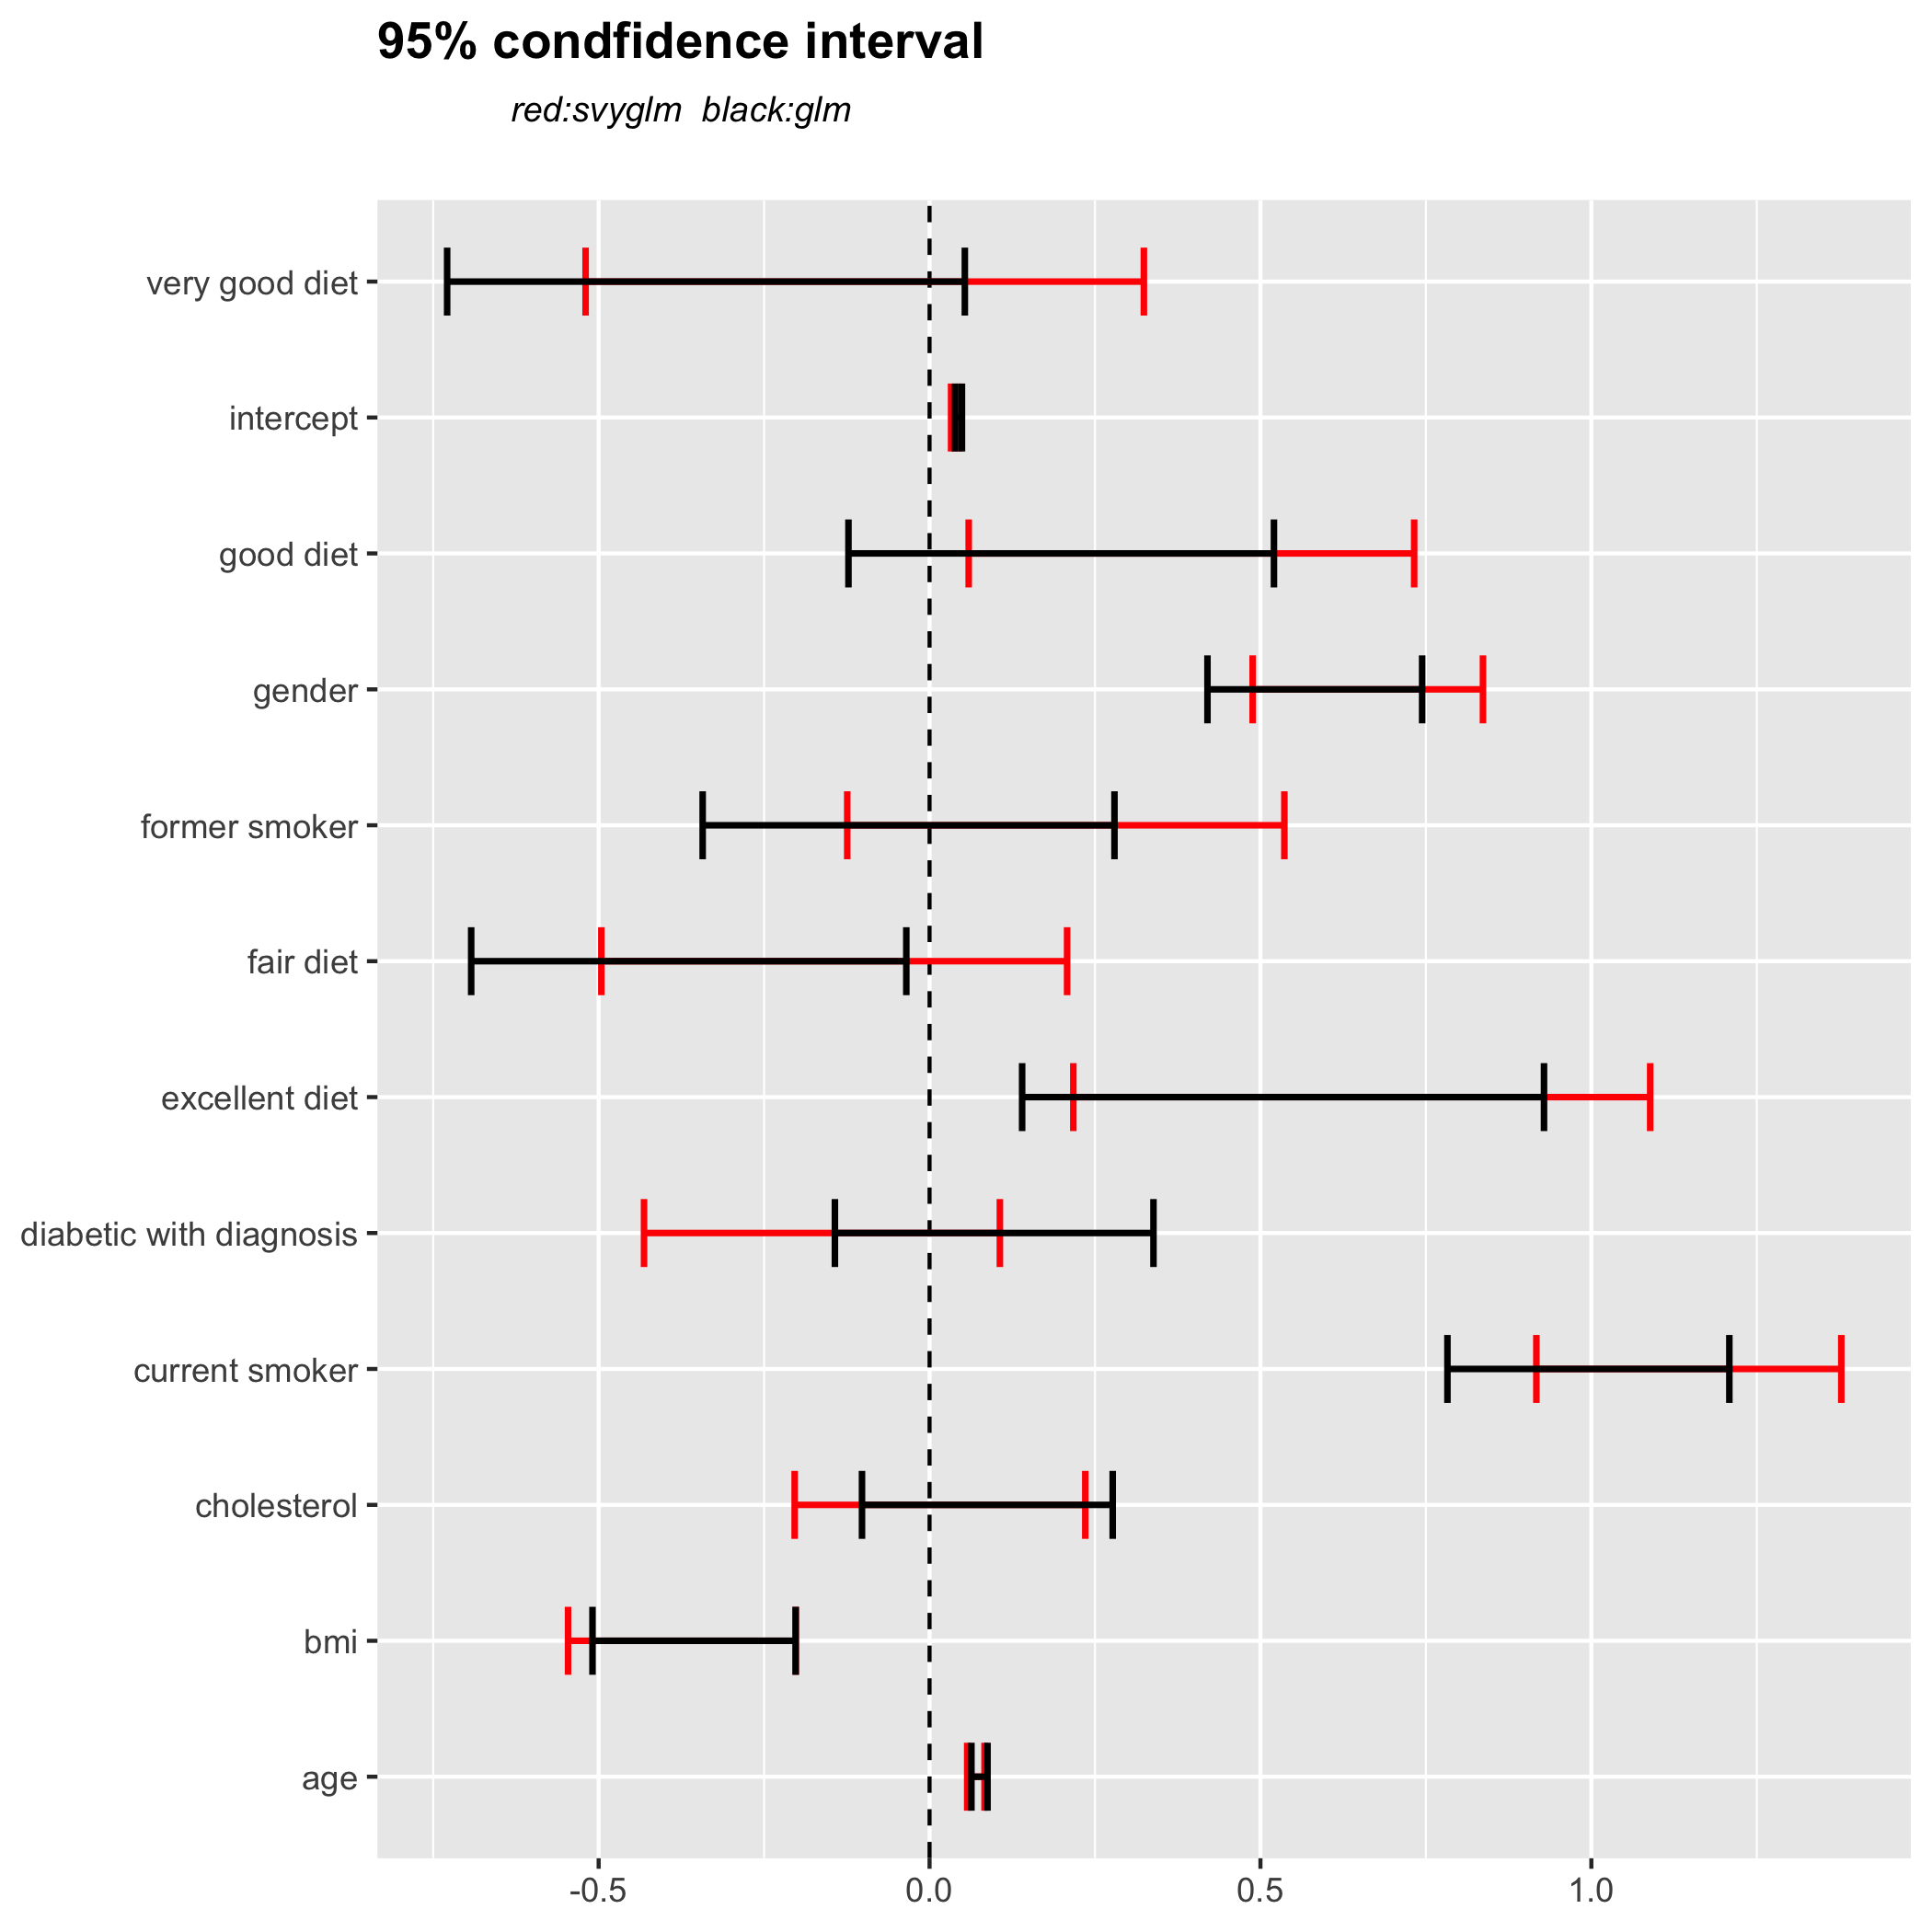 95% condfidence interval
red:svyglm  black:glm
very good diet
intercept
good diet
gender
former smoker
fair diet
excellent diet
diabetic with diagnosis
current smoker
cholesterol
bmi
age
-0.5 0.0 0.5 1.0